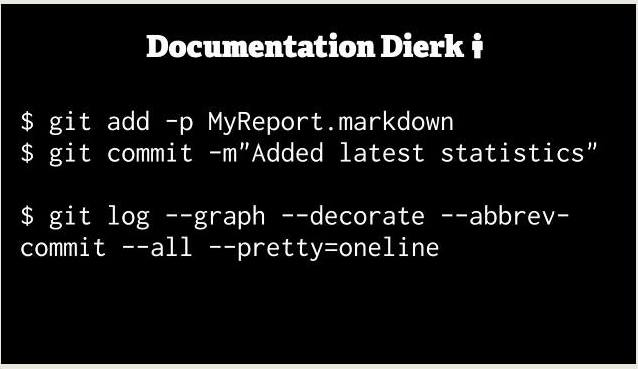 Documentation Dierk
$ git add -p MyReport.markdown
$ git commit -m"Added latest statistics"
$ git log --graph --decorate --abbrev-
commit --all --pretty=oneline